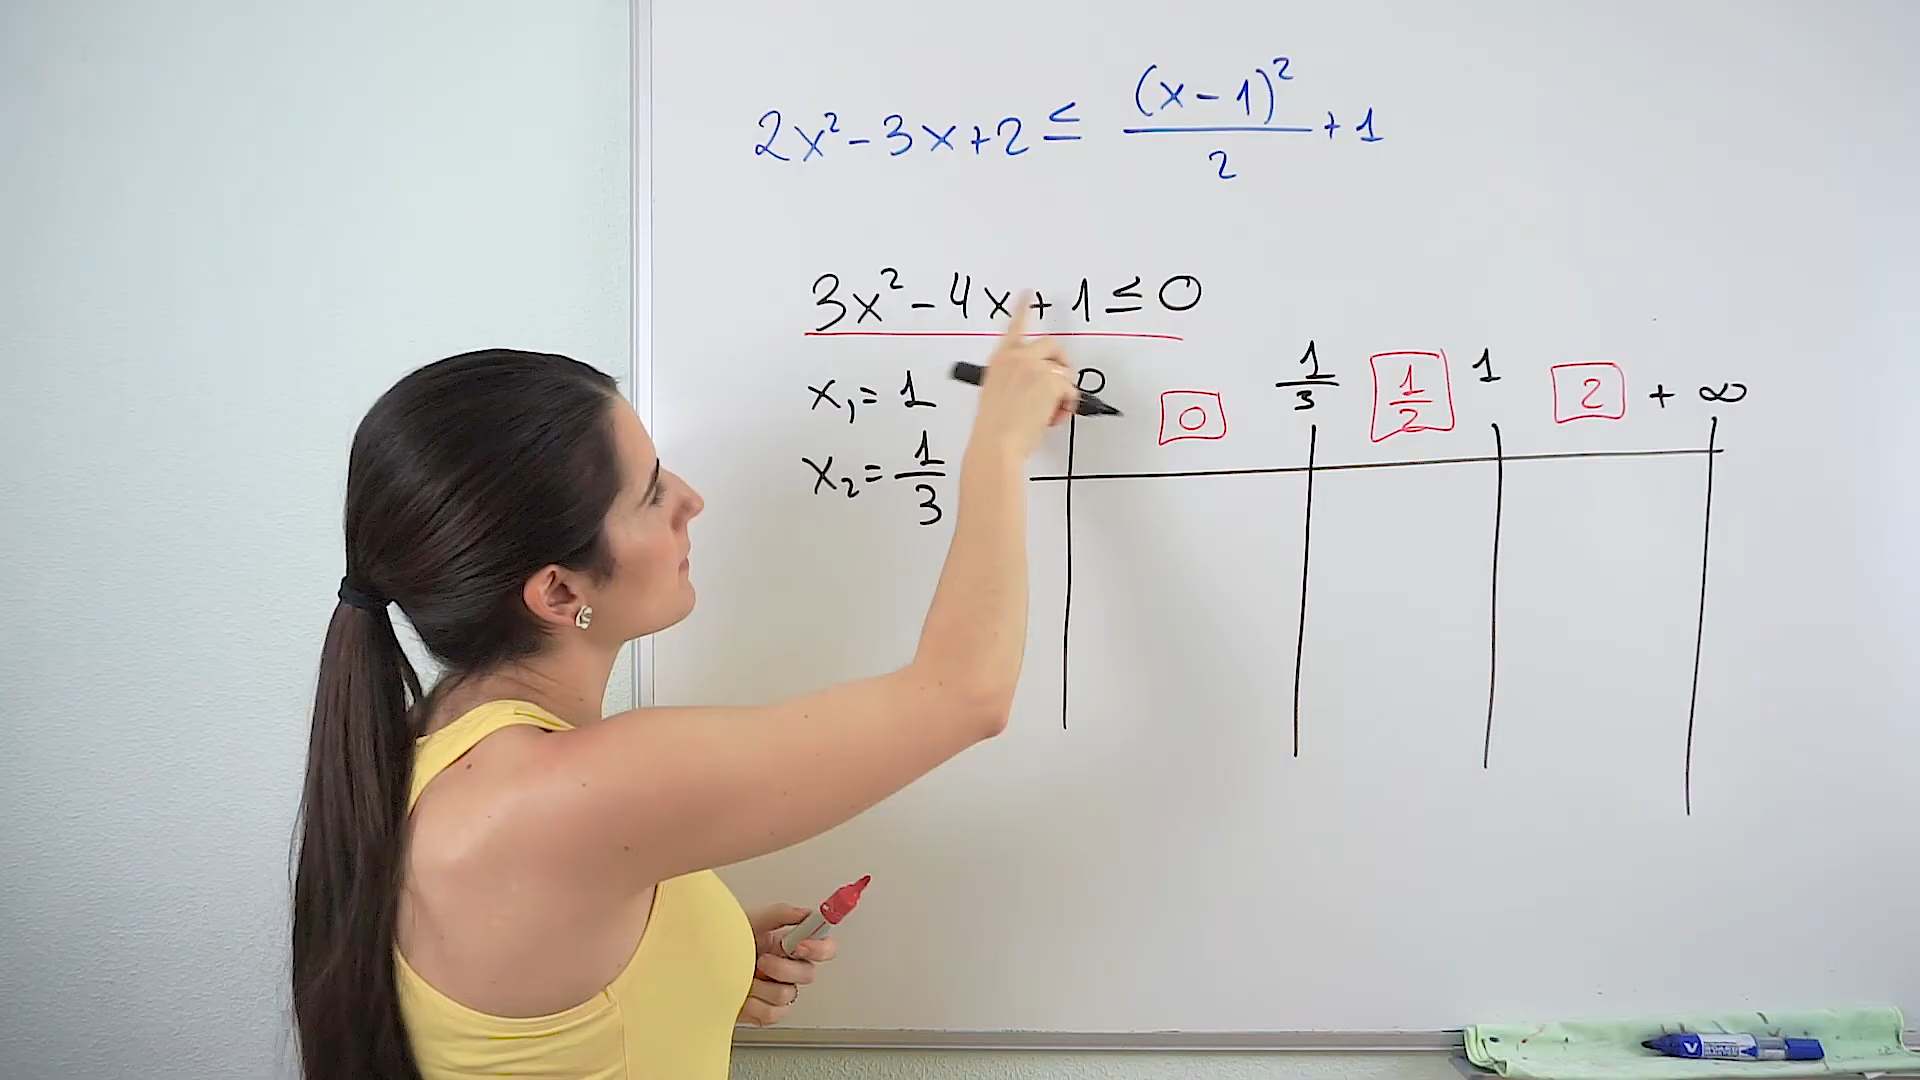 2x² - 3x + 2 ≤ (x - 1)² / 2 + 1
3x² - 4x + 1 ≤ 0
x₁ = 1
x₂ = 1/3
0 1/3 1/2 1 2 + ∞